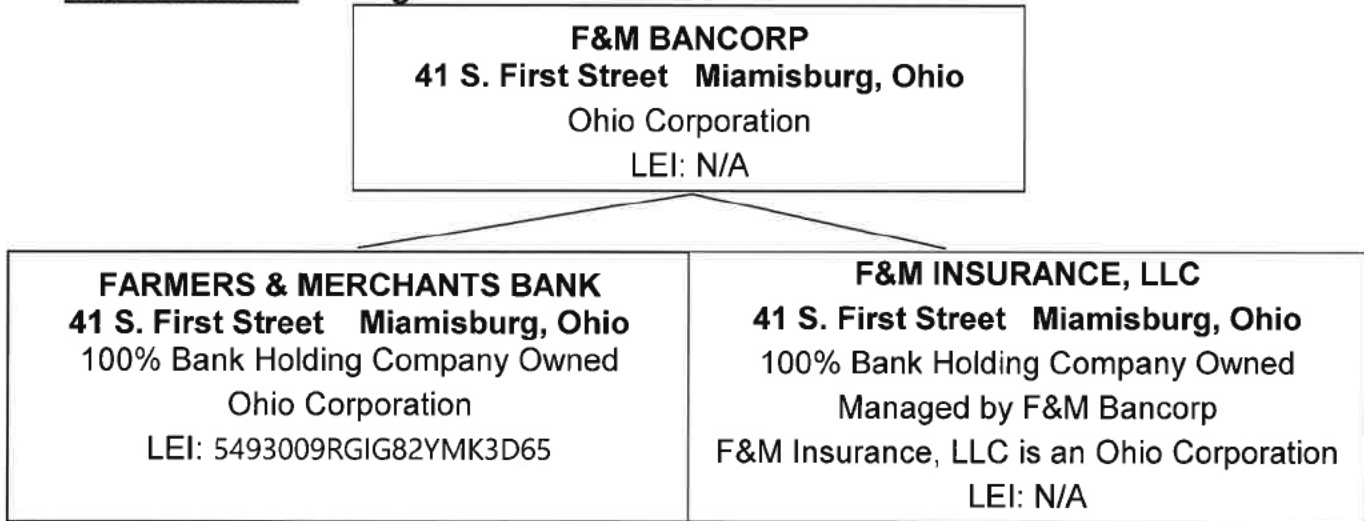 F&M BANCORP
41 S. First Street Miamisburg, Ohio
Ohio Corporation
LEI: N/A
FARMERS & MERCHANTS BANK
41 S. First Street Miamisburg, Ohio
100% Bank Holding Company Owned
Ohio Corporation
LEI: 5493009RGIG82YMK3D65
F&M INSURANCE, LLC
41 S. First Street Miamisburg, Ohio
100% Bank Holding Company Owned
Managed by F&M Bancorp
F&M Insurance, LLC is an Ohio Corporation
LEI: N/A